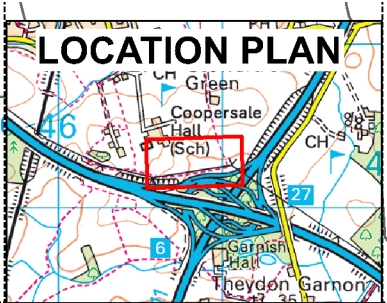 LOCATION PLAN
CH
Green
Coopersale
Hall
(Sch)
46
CH
27
6
Garnish
Hall
Theydon Garnon